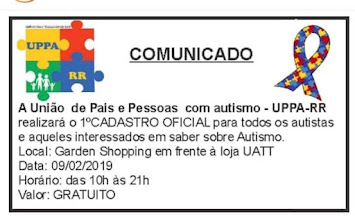 UPPA
RR
COMUNICADO
A União de Pais e Pessoas com autismo - UPPA-RR
realizará o 1ºCADASTRO OFICIAL para todos os autistas
e aqueles interessados em saber sobre Autismo.
Local: Garden Shopping em frente à loja UATT
Data: 09/02/2019
Horário: das 10h às 21h
Valor: GRATUITO